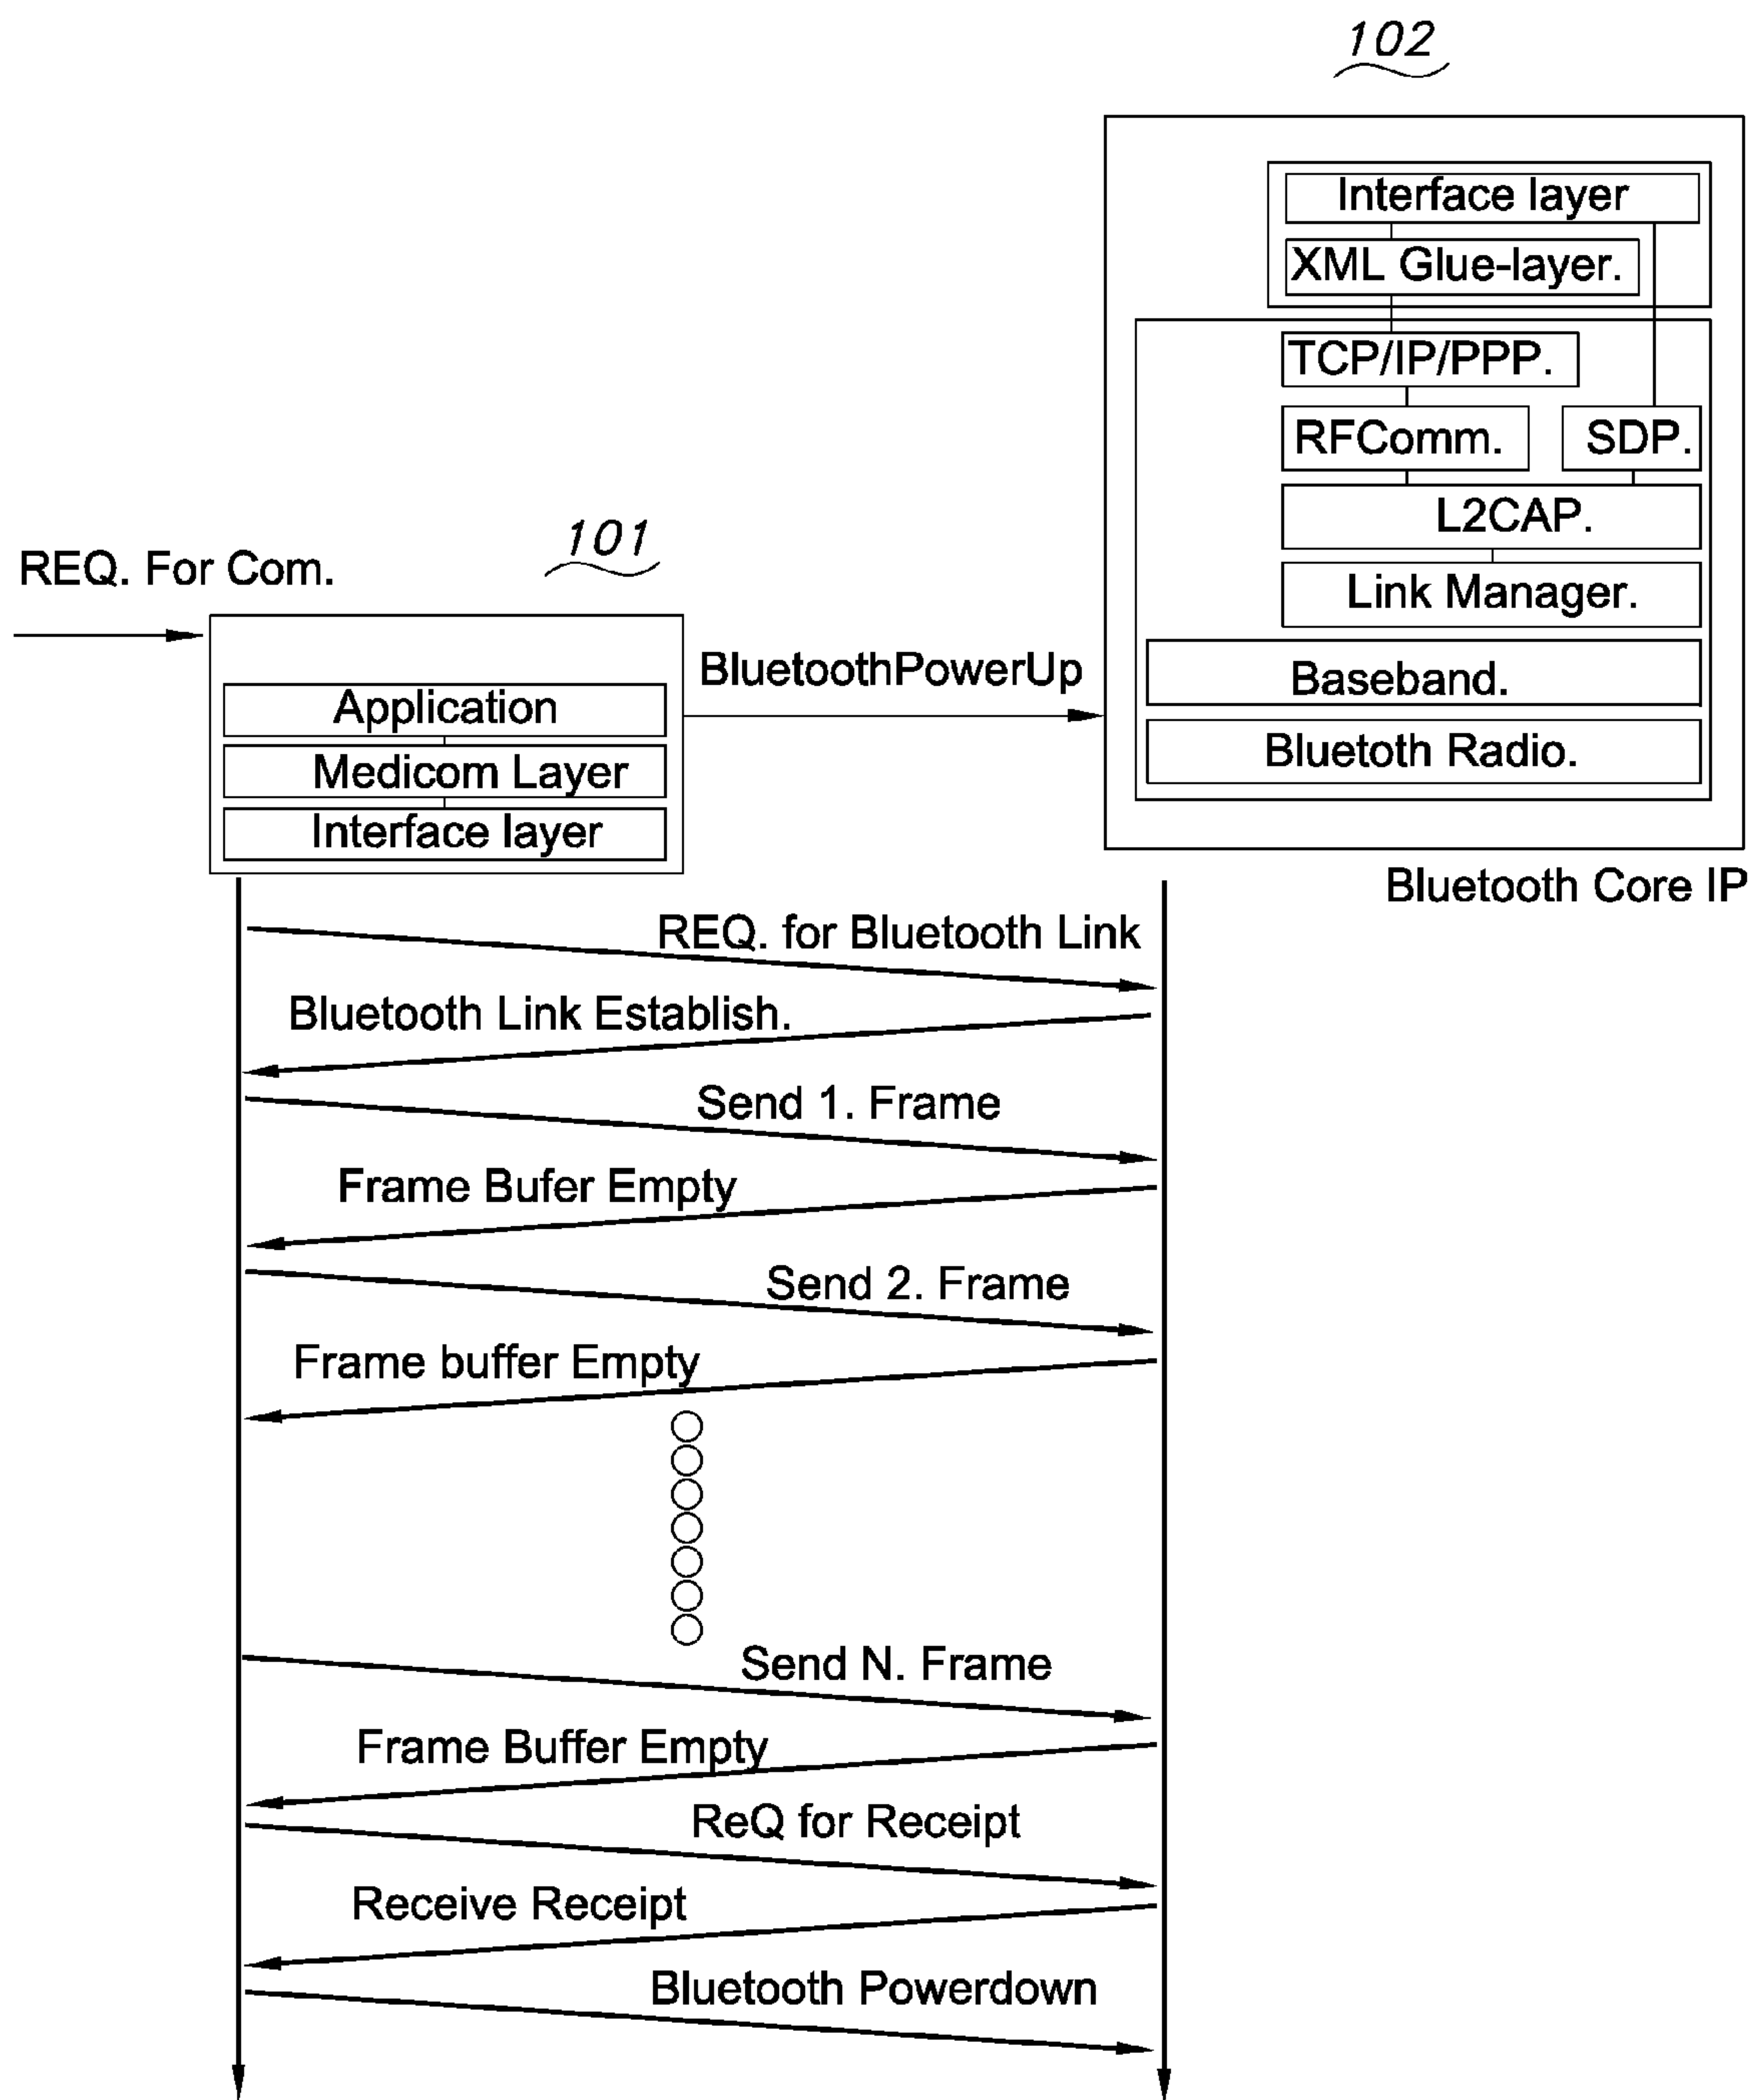 102
Interface layer
XML Glue-layer.
TCP/IP/PPP.
RFComm.
SDP.
L2CAP.
Link Manager.
Baseband.
Bluetoth Radio.
Bluetooth Core IP
101
REQ. For Com.
Application
Medicom Layer
Interface layer
BluetoothPowerUp
REQ. for Bluetooth Link
Bluetooth Link Establish.
Send 1. Frame
Frame Bufer Empty
Send 2. Frame
Frame buffer Empty
Send N. Frame
Frame Buffer Empty
ReQ for Receipt
Receive Receipt
Bluetooth Powerdown